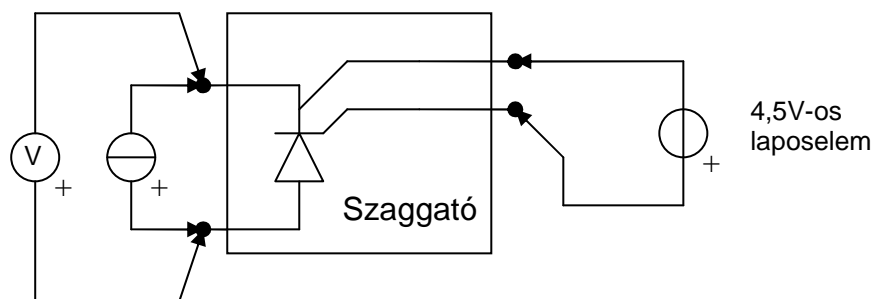 V
+
+
Szaggató
+
4,5V-os
laposelem